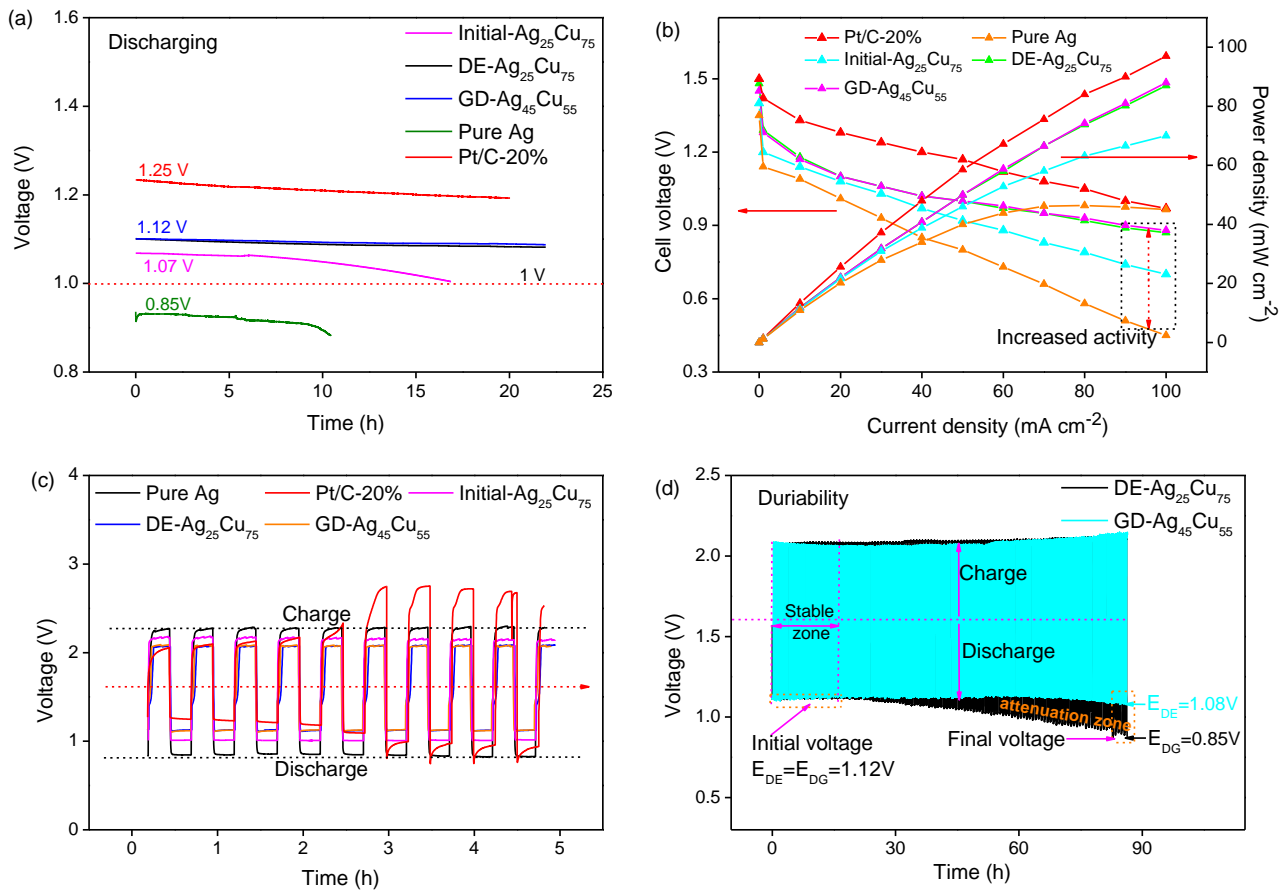 (a)
Discharging
Initial-Ag25Cu75
DE-Ag25Cu75
GD-Ag45Cu55
Pure Ag
Pt/C-20%
1.25 V
1.12 V
1.07 V
1 V
0.85V
1.6
1.4
1.2
1.0
0.8
Voltage (V)
0 5 10 15 20 25
Time (h)
(b)
Pt/C-20% Pure Ag
Initial-Ag25Cu75 DE-Ag25Cu75
GD-Ag45Cu55
1.5
1.2
0.9
0.6
0.3
Cell voltage (V)
100
80
60
40
20
0
Power density (mW cm-2)
Increased activity
0 20 40 60 80 100
Current density (mA cm-2)
(c)
Pure Ag Pt/C-20% Initial-Ag25Cu75
DE-Ag25Cu75 GD-Ag45Cu55
Charge
Discharge
4
3
2
1
0
Voltage (V)
0 1 2 3 4 5
Time (h)
(d)
Duriability
DE-Ag25Cu75
GD-Ag45Cu55
Charge
Stable
zone
Discharge
attenuation zone
EDE=1.08V
Initial voltage
EDE=EDG=1.12V
Final voltage
EDG=0.85V
2.5
2.0
1.5
1.0
0.5
Voltage (V)
0 30 60 90
Time (h)